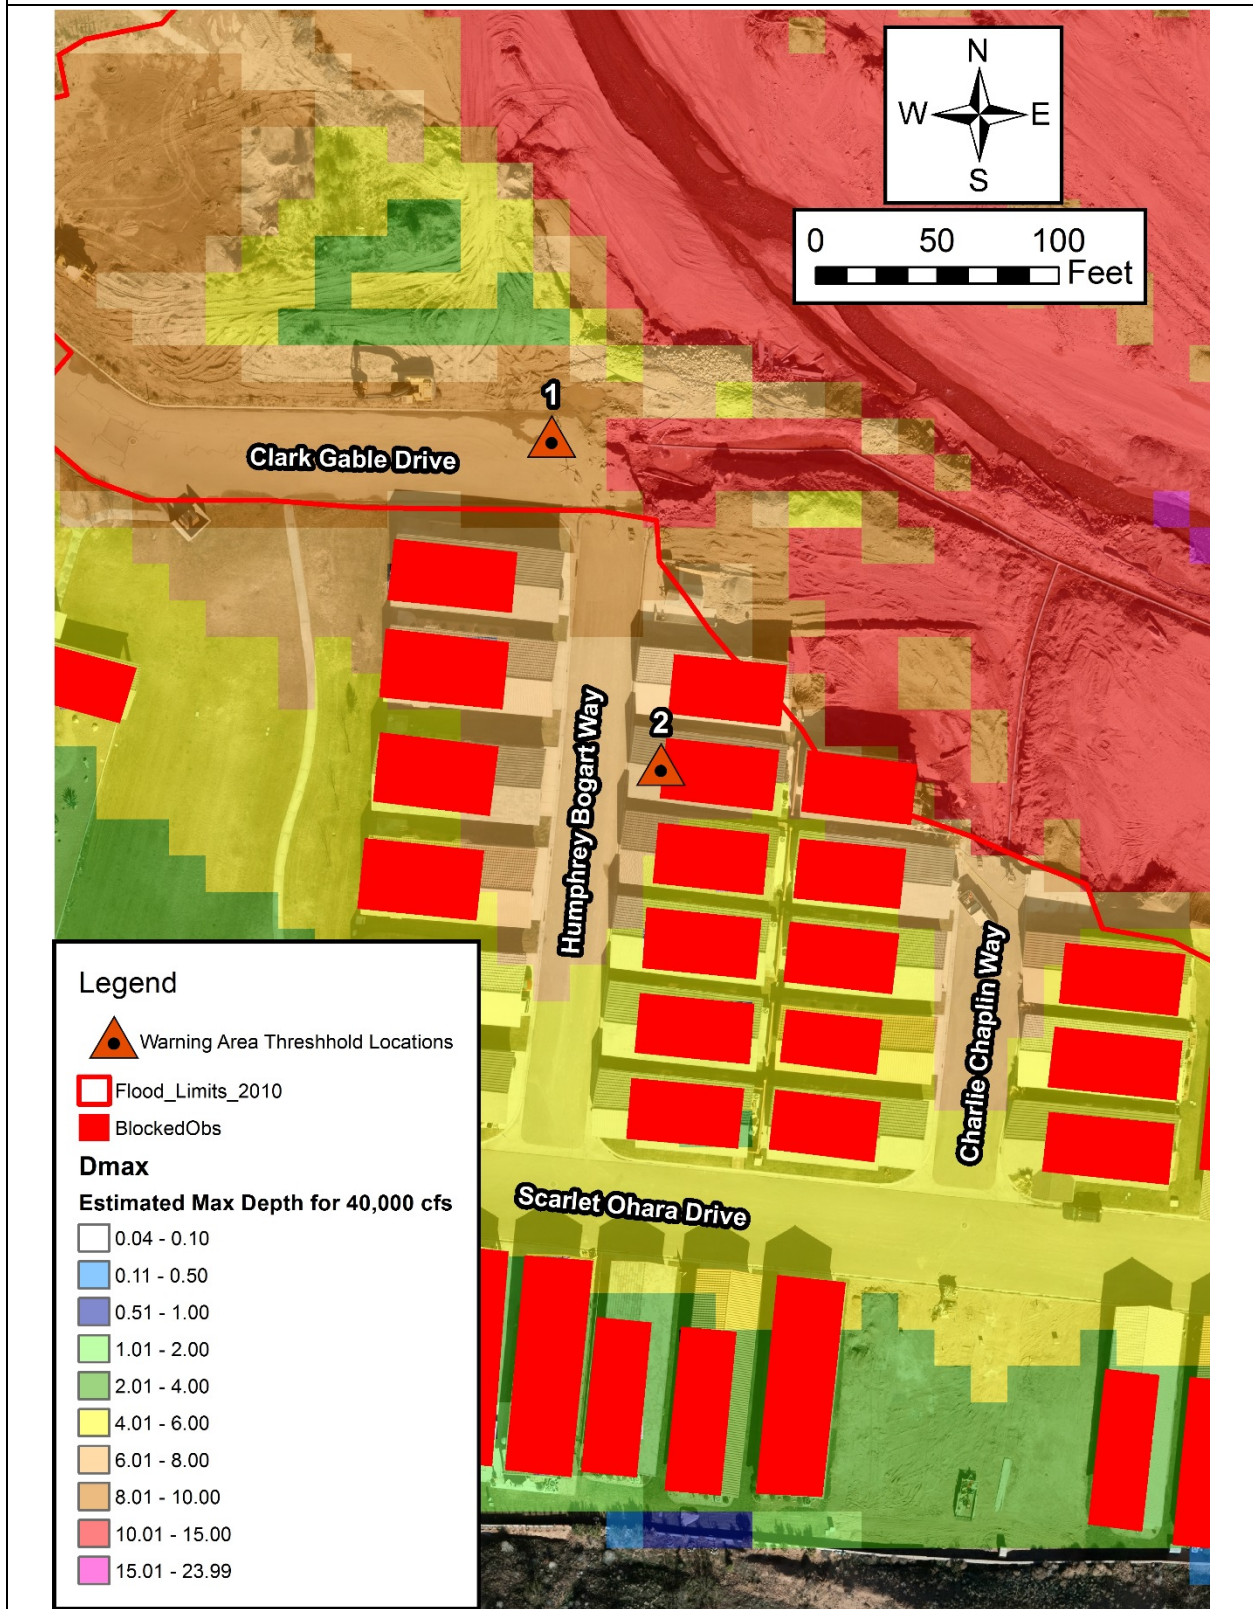 N
W E
S
0 50 100
Feet
1
Clark Gable Drive
2
Humphrey Bogart Way
Charlie Chaplin Way
Scarlet Ohara Drive
Legend
Warning Area Threshhold Locations
Flood_Limits_2010
BlockedObs
Dmax
Estimated Max Depth for 40,000 cfs
0.04 - 0.10
0.11 - 0.50
0.51 - 1.00
1.01 - 2.00
2.01 - 4.00
4.01 - 6.00
6.01 - 8.00
8.01 - 10.00
10.01 - 15.00
15.01 - 23.99